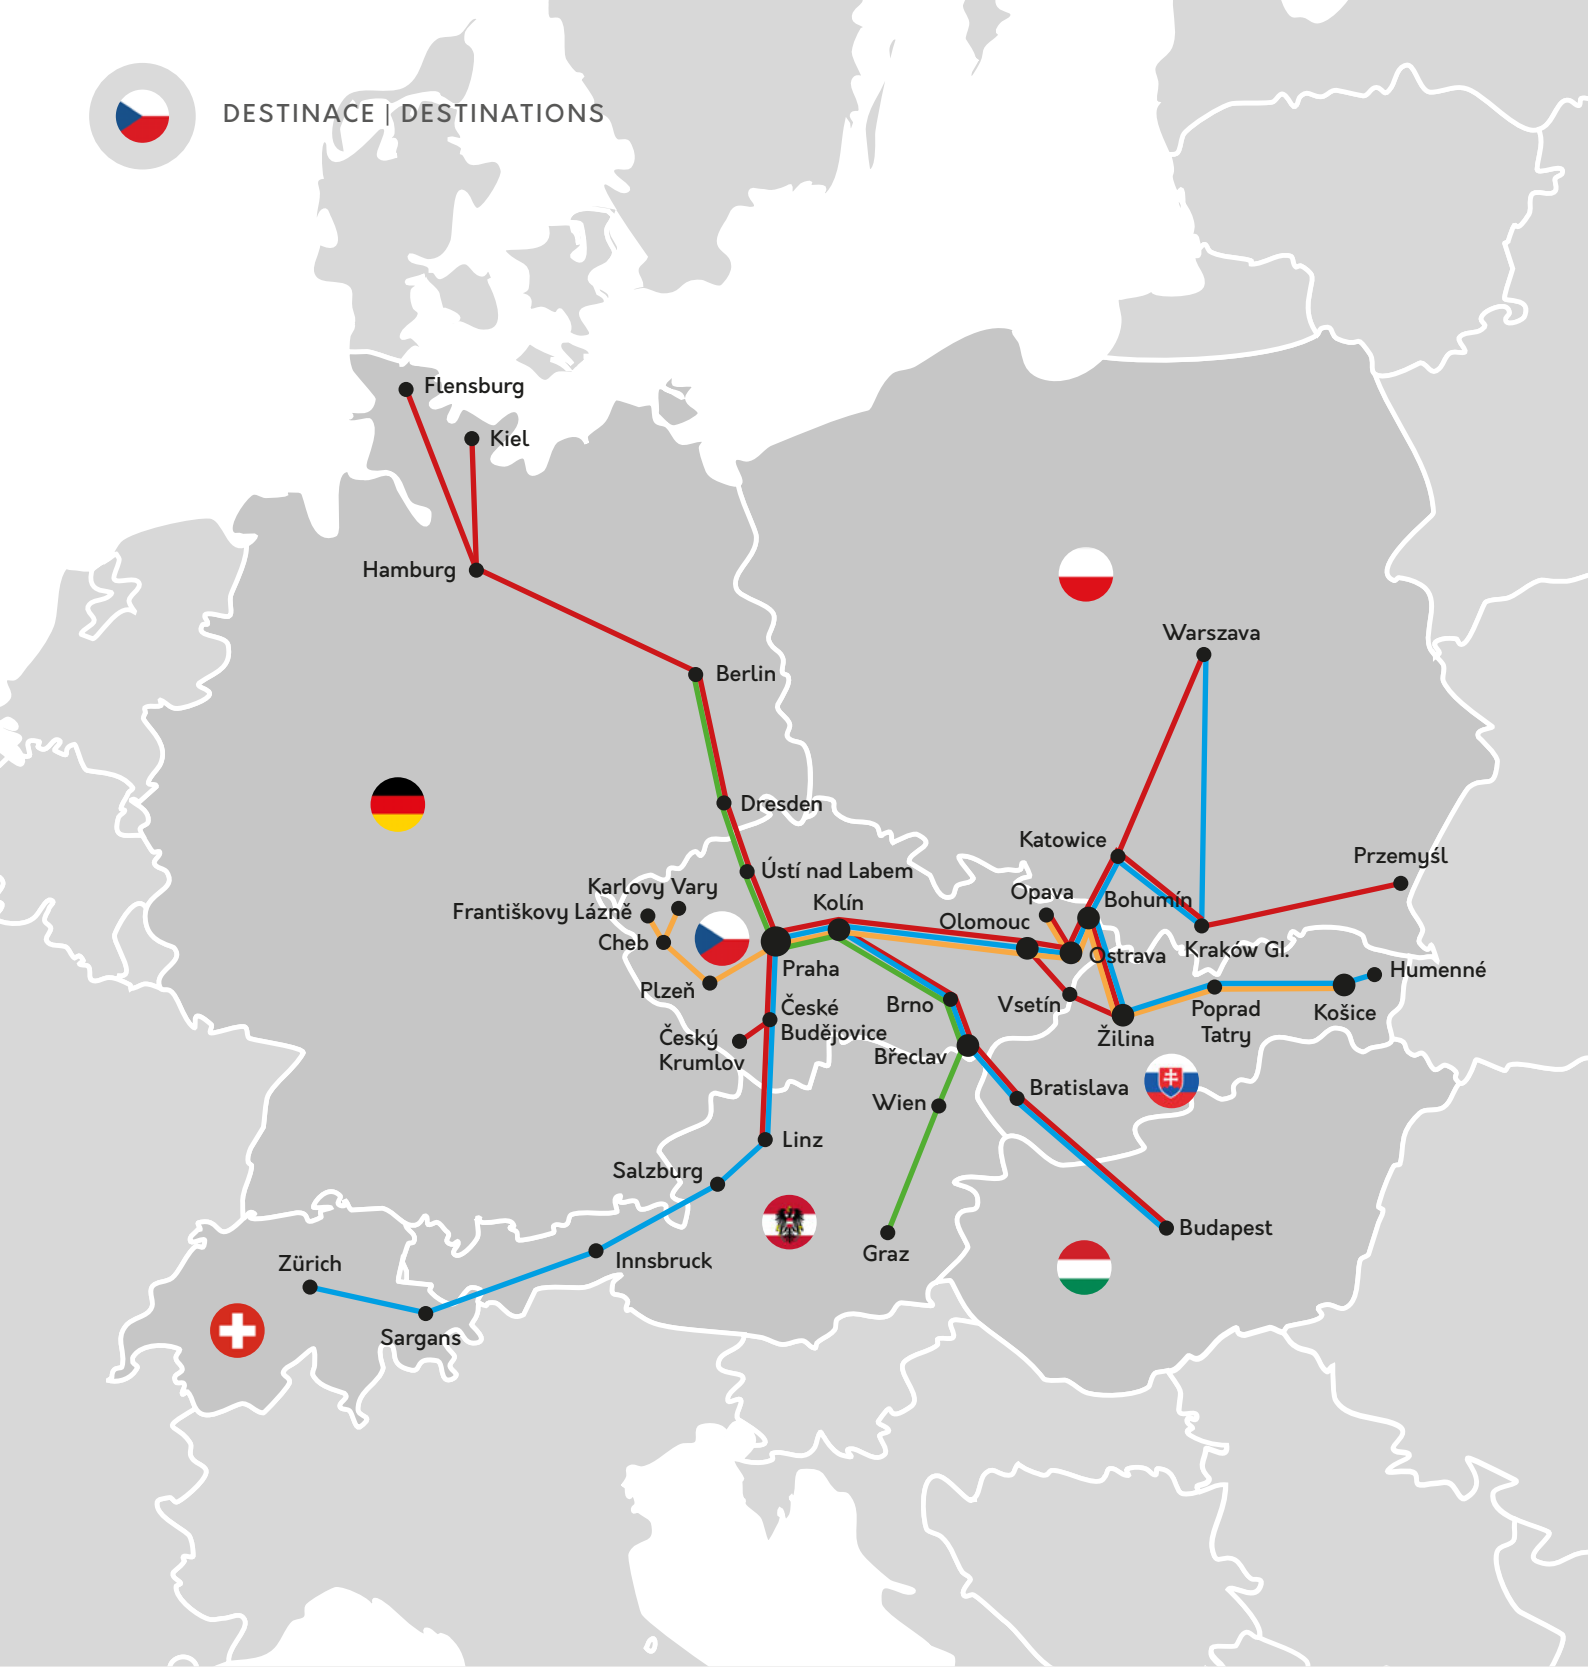 DESTINACE | DESTINATIONS
Flensburg
Kiel
Hamburg
Warszava
Berlin
Dresden
Katowice
Przemyśl
Ústí nad Labem
Karlovy Vary
Opava
Kolín
Bohumín
Františkovy Lázně
Olomouc
Cheb
Kraków Gl.
Ostrava
Praha
Humenné
Plzeň
Brno
Vsetín
České
Budějovice
Poprad
Tatry
Košice
Český
Krumlov
Žilina
Břeclav
Bratislava
Wien
Linz
Salzburg
Budapest
Graz
Innsbruck
Zürich
Sargans